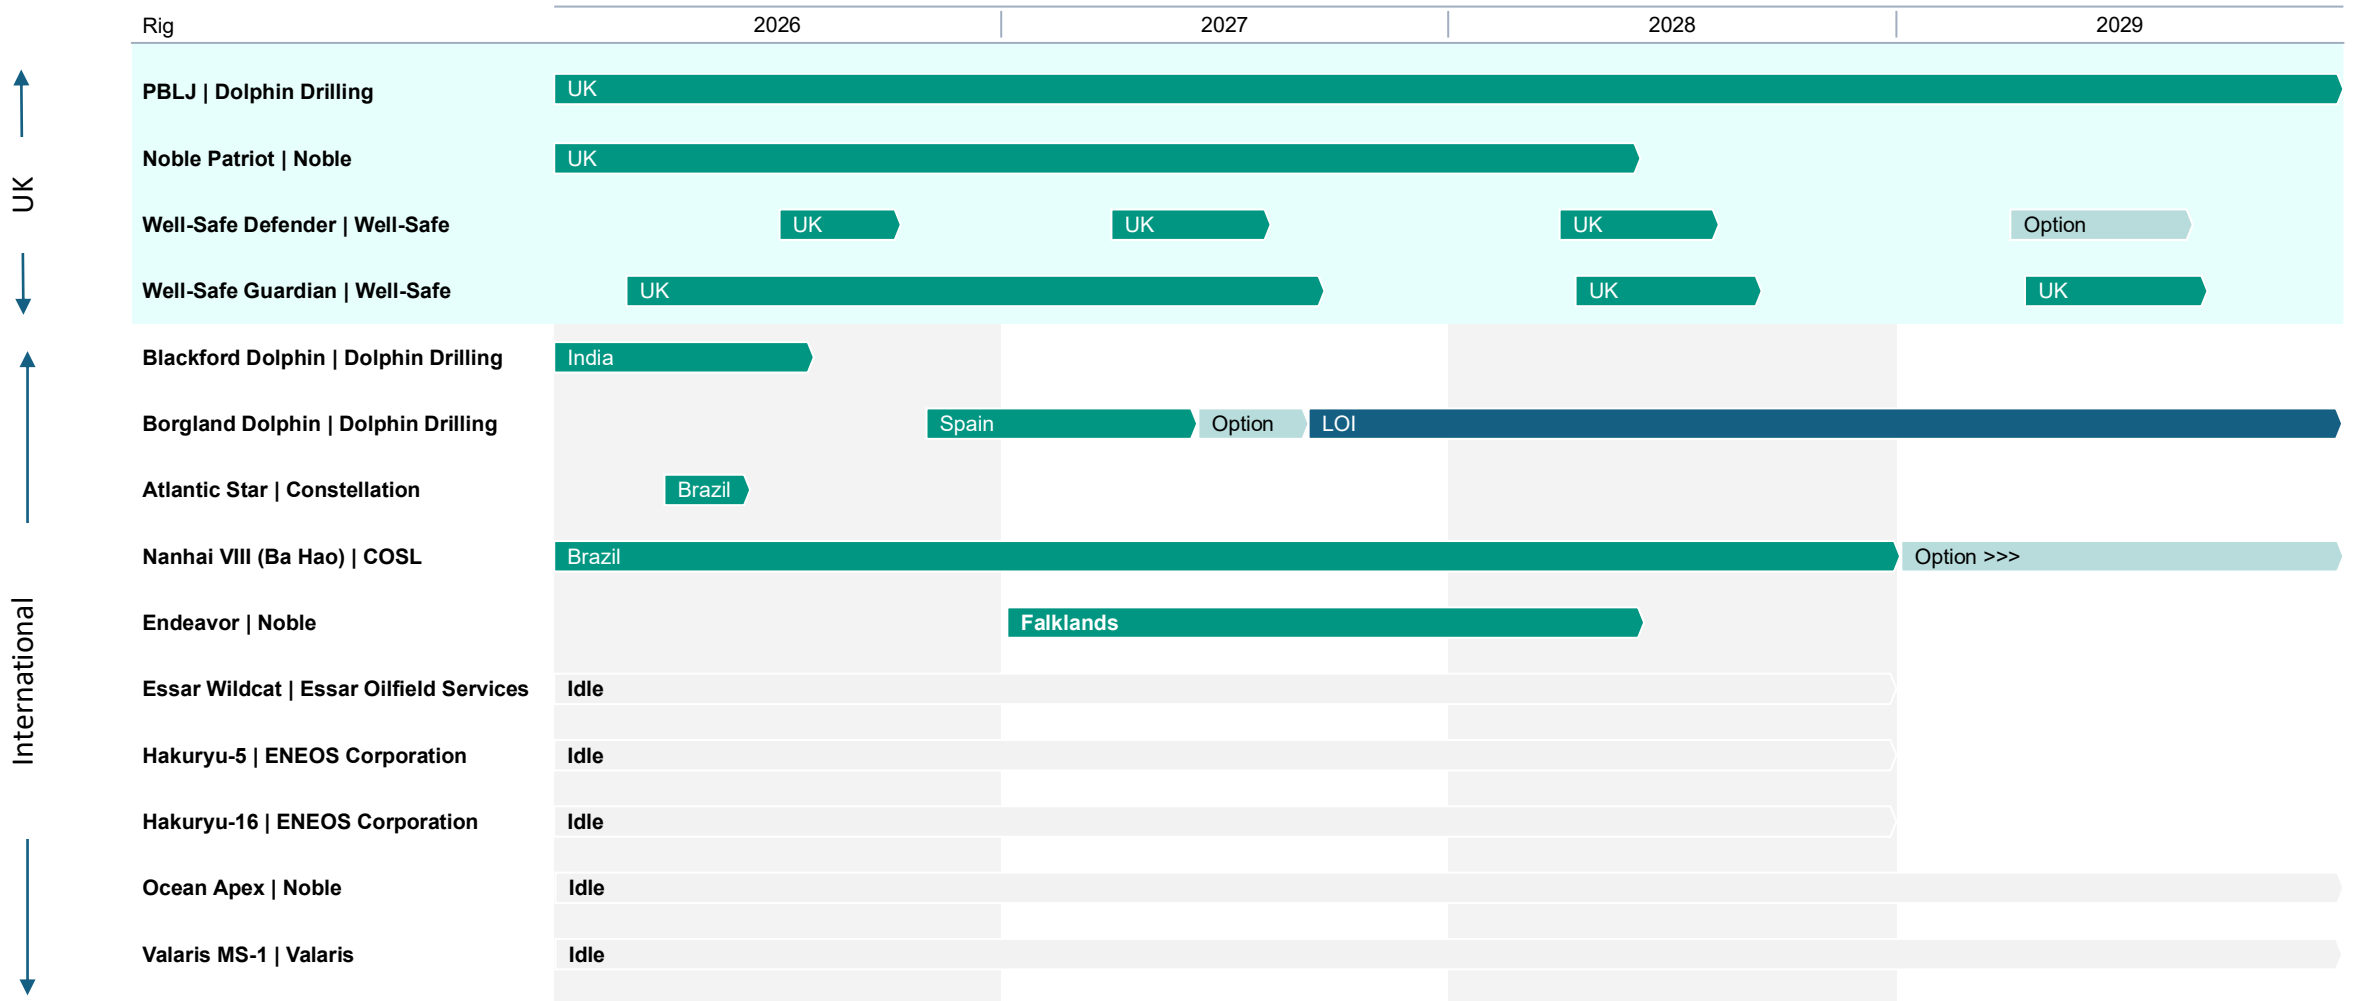 Rig 2026 2027 2028 2029
UK
PBLJ | Dolphin Drilling UK
Noble Patriot | Noble UK
Well-Safe Defender | Well-Safe UK UK UK Option
Well-Safe Guardian | Well-Safe UK UK UK
International
Blackford Dolphin | Dolphin Drilling India
Borgland Dolphin | Dolphin Drilling Spain Option LOI
Atlantic Star | Constellation Brazil
Nanhai VIII (Ba Hao) | COSL Brazil Option >>>
Endeavor | Noble Falklands
Essar Wildcat | Essar Oilfield Services Idle
Hakuryu-5 | ENEOS Corporation Idle
Hakuryu-16 | ENEOS Corporation Idle
Ocean Apex | Noble Idle
Valaris MS-1 | Valaris Idle